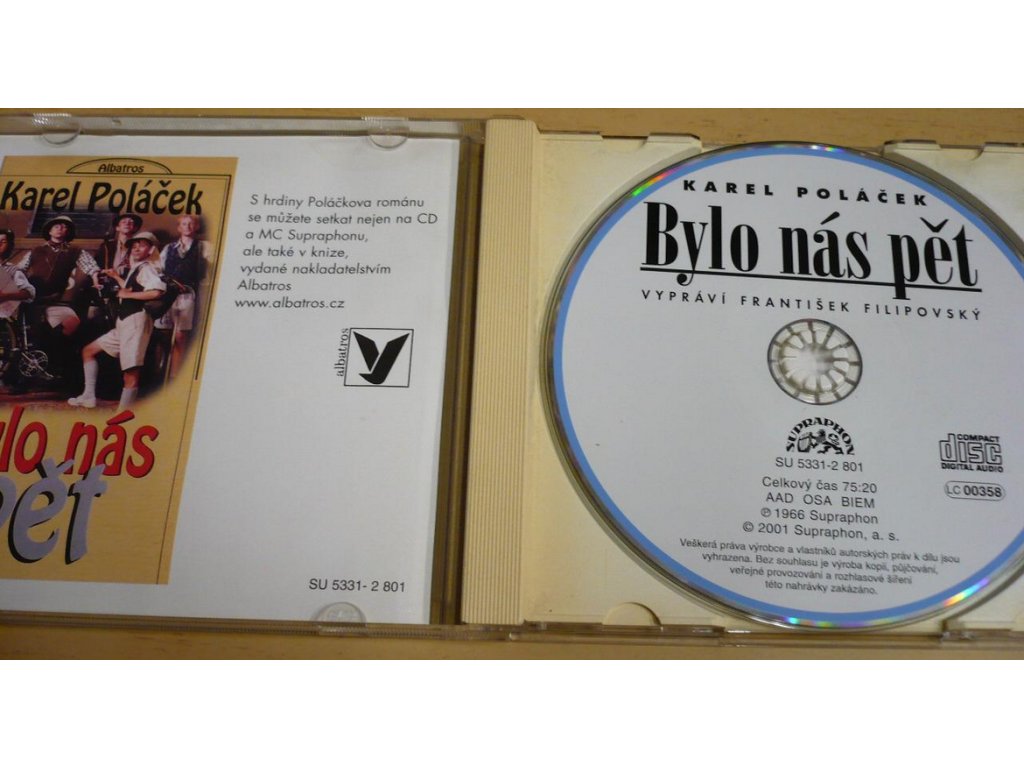 Albatros
Karel Poláček
ylo nás
pět
S hrdiny Poláčkova románu
se můžete setkat nejen na CD
a MC Supraphonu,
ale také v knize,
vydané nakladatelstvím
Albatros
www.albatros.cz
albatros
SU 5331- 2 801
KAREL POLÁČEK
Bylo nás pět
VYPRÁVÍ FRANTIŠEK FILIPOVSKÝ
SUPRAPHON
SU 5331-2 801
Celkový čas 75:20
AAD OSA BIEM
℗ 1966 Supraphon
© 2001 Supraphon, a. s.
COMPACT
disc
DIGITAL AUDIO
LC 00358
Veškerá práva výrobce a vlastníků autorských práv k dílu jsou
vyhrazena. Bez souhlasu je výroba kopií, půjčování,
veřejné provozování a rozhlasové šíření
této nahrávky zakázáno.